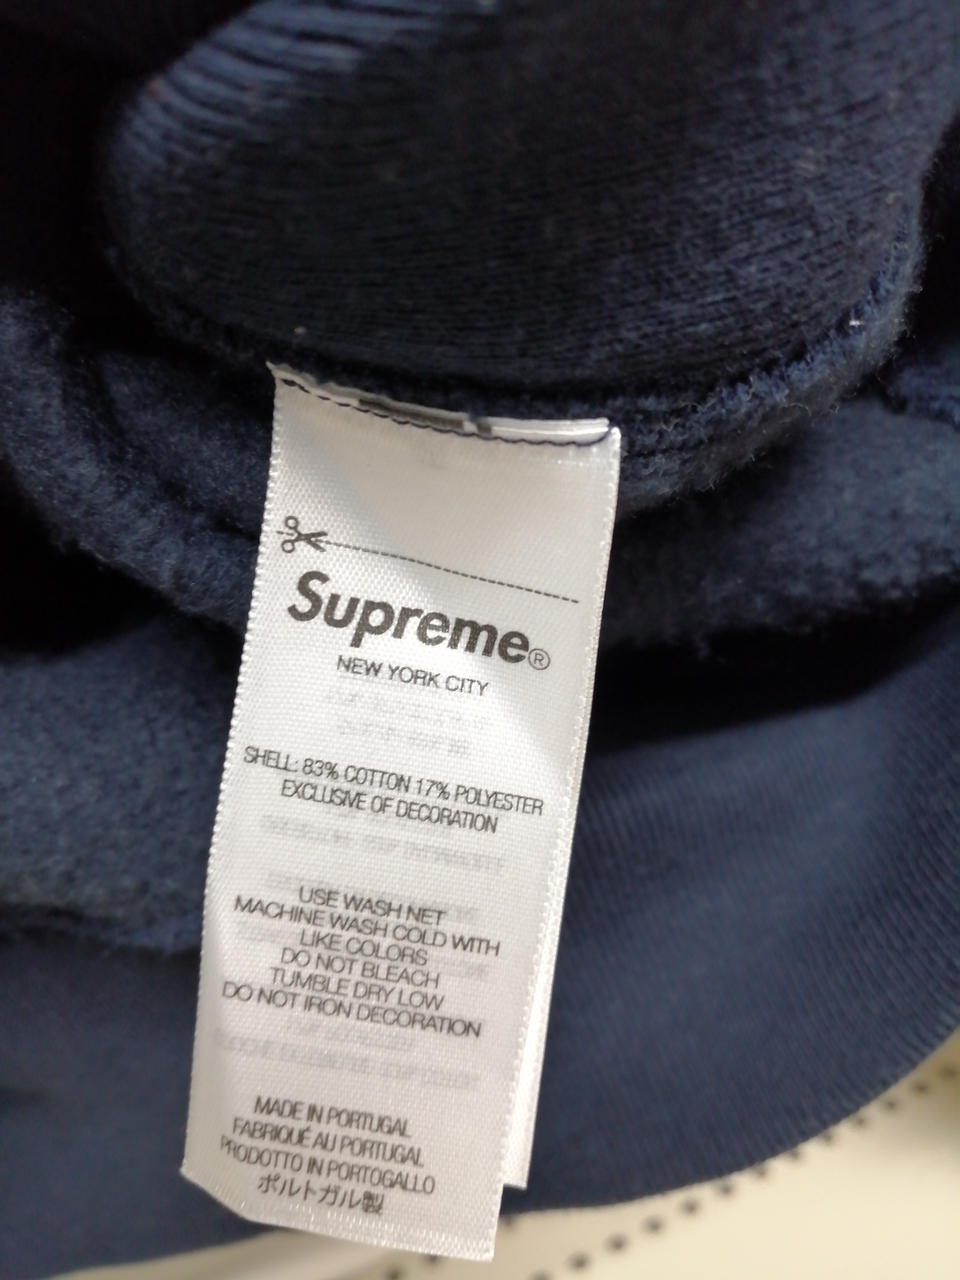 Supreme®
NEW YORK CITY
SHELL: 83% COTTON 17% POLYESTER
EXCLUSIVE OF DECORATION
USE WASH NET
MACHINE WASH COLD WITH
LIKE COLORS
DO NOT BLEACH
TUMBLE DRY LOW
DO NOT IRON DECORATION
MADE IN PORTUGAL
FABRIQUÉ AU PORTUGAL
PRODOTTO IN PORTOGALLO
ポルトガル製